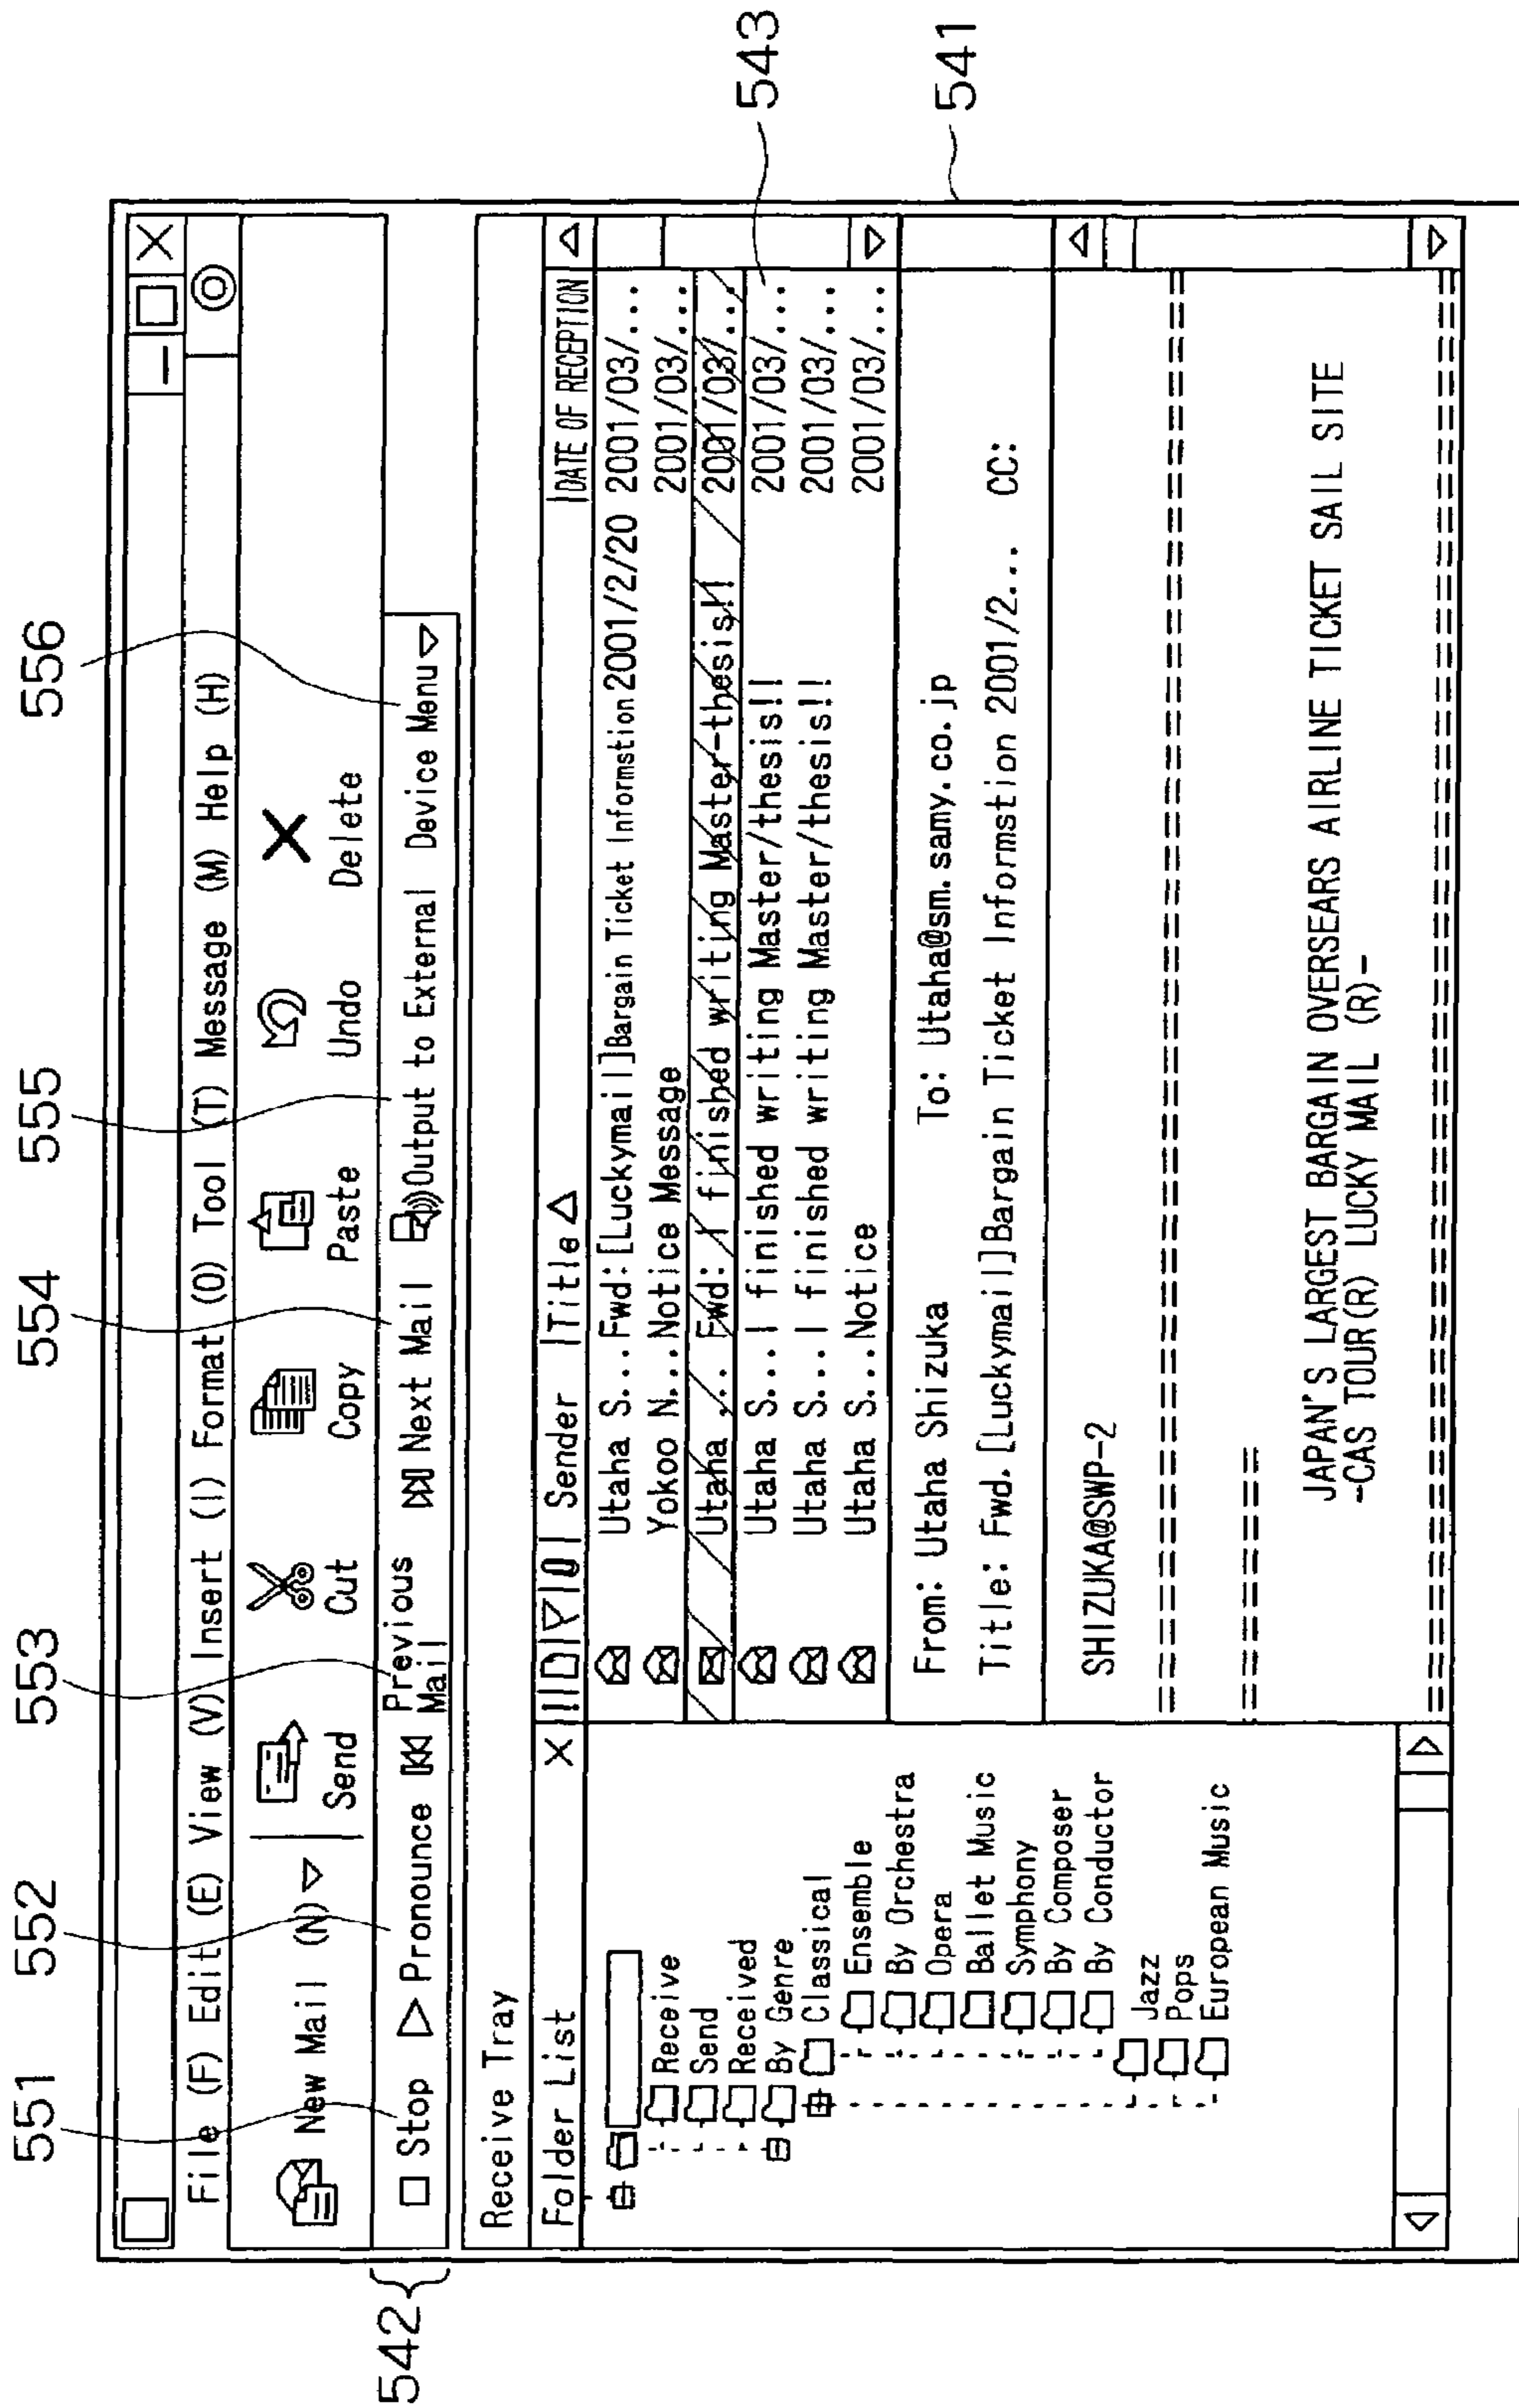 551 552 553 554 555 556
File (F) Edit (E) View (V) Insert (I) Format (O) Tool (T) Message (M) Help (H)
New Mail (N) Send Cut Copy Paste Undo Delete
542
Stop Pronounce Previous Mail Next Mail Output to External Device Menu
Receive Tray
Folder List X
Receive
Send
Received
By Genre
Classical
Ensemble
By Orchestra
Opera
Ballet Music
Symphony
By Composer
By Conductor
Jazz
Pops
European Music
Sender Title DATE OF RECEPTION
Utaha S...Fwd:[Luckymail]Bargain Ticket Informstion 2001/2/20 2001/03/...
Yokoo N...Notice Message 2001/03/...
Utaha ,.. Fwd: I finished writing Master-thesis!! 2001/03/...
Utaha S...I finished writing Master/thesis!! 2001/03/...
Utaha S...I finished writing Master/thesis!! 2001/03/...
Utaha S...Notice 2001/03/...
543
From: Utaha Shizuka To: Utaha@sm.samy.co.jp
541
Title: Fwd.[Luckymail]Bargain Ticket Informstion 2001/2... CC:
SHIZUKA@SWP-2
JAPAN'S LARGEST BARGAIN OVERSEARS AIRLINE TICKET SAIL SITE
-CAS TOUR(R) LUCKY MAIL (R)-